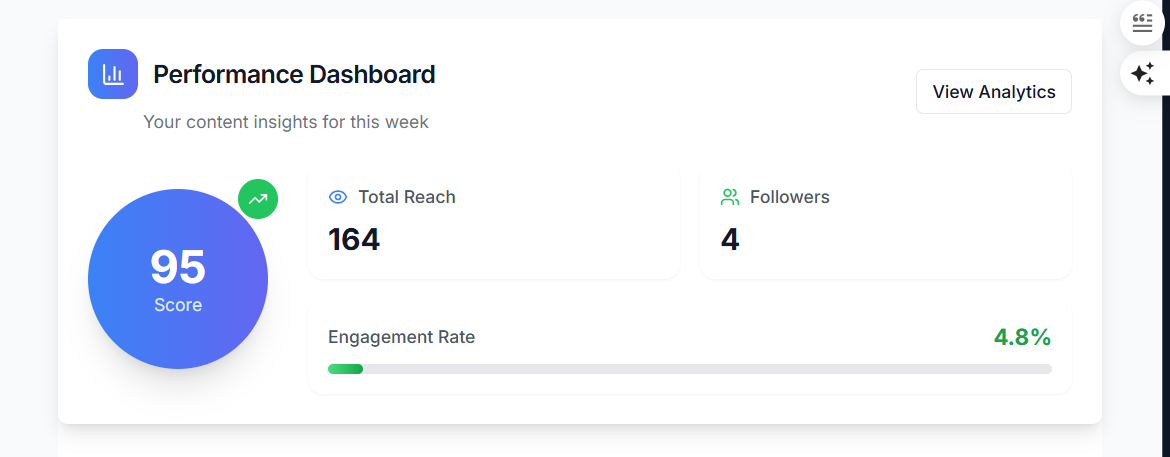 Performance Dashboard
Your content insights for this week
View Analytics
95
Score
Total Reach
164
Followers
4
Engagement Rate
4.8%